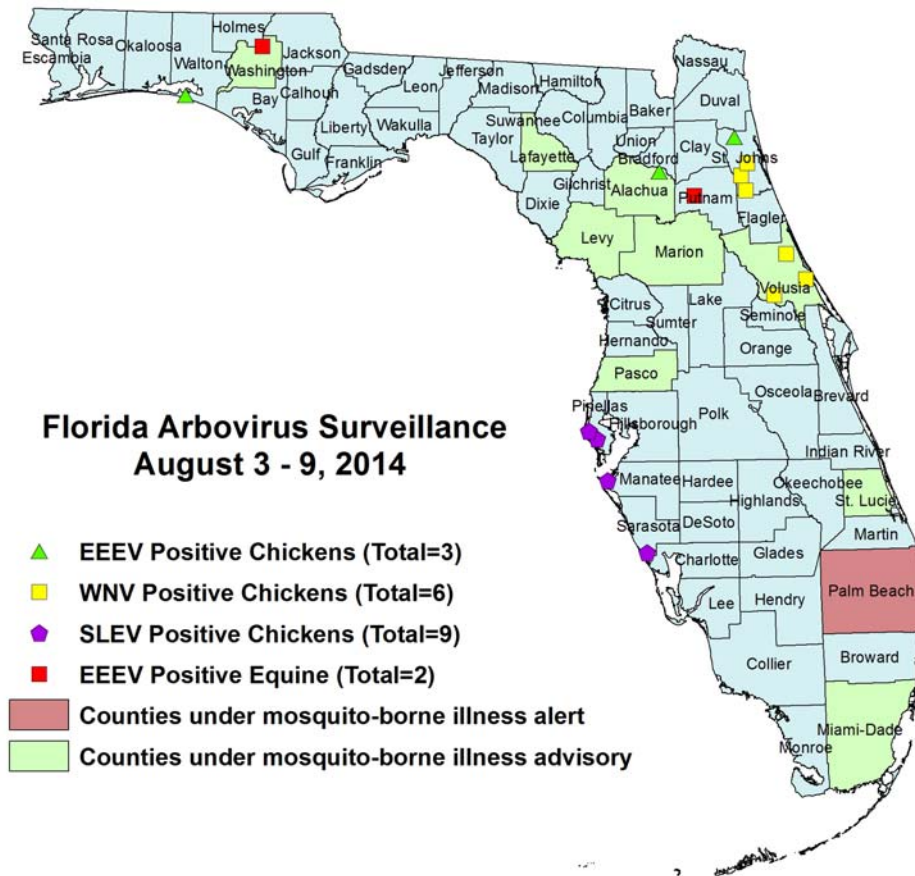 Holmes
Santa Rosa
Okaloosa
Jackson
Escambia
Walton
Washington
Gadsden
Jefferson
Hamilton
Nassau
Bay
Calhoun
Leon
Madison
Baker
Duval
Suwannee
Columbia
Liberty
Wakulla
Taylor
Union
Clay
Gulf
Franklin
Lafayette
Bradford
St. Johns
Gilchrist
Alachua
Dixie
Putnam
Flagler
Levy
Marion
Volusia
Citrus
Lake
Sumter
Seminole
Hernando
Orange
Pasco
Osceola
Brevard
Pinellas
Hillsborough
Polk
Florida Arbovirus Surveillance
August 3 - 9, 2014
Indian River
Manatee
Hardee
Okeechobee
Highlands
St. Lucie
Sarasota
DeSoto
Martin
Charlotte
Glades
Palm Beach
Lee
Hendry
Broward
Collier
Miami-Dade
Monroe
EEEV Positive Chickens (Total=3)
WNV Positive Chickens (Total=6)
SLEV Positive Chickens (Total=9)
EEEV Positive Equine (Total=2)
Counties under mosquito-borne illness alert
Counties under mosquito-borne illness advisory